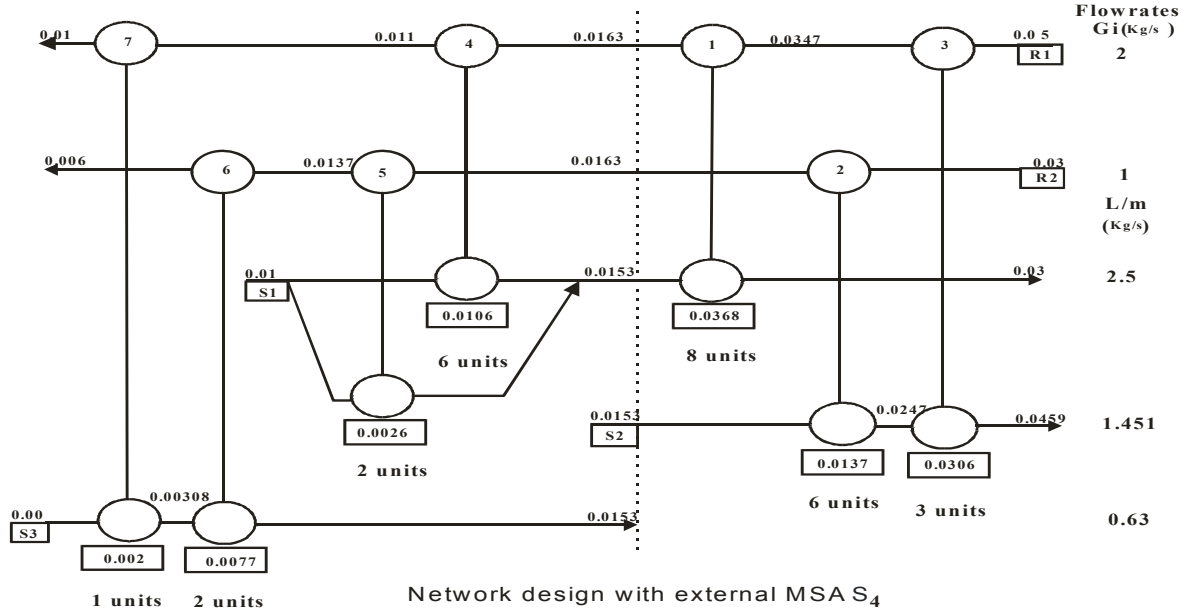 Flowrates
Gi(Kg/s )
0.01
7
0.011
4
0.0163
1
0.0347
3
0.0 5
R1
2
0.006
6
0.0137
5
0.0163
2
0.03
R2
1
L/m
(Kg/s)
0.01
S1
0.0153
0.03
2.5
0.0106
0.0368
6 units
8 units
0.0153
S2
0.0247
0.0459
1.451
0.0026
0.0137
0.0306
2 units
6 units
3 units
0.00
S3
0.00308
0.0153
0.63
0.002
0.0077
1 units
2 units
Network design with external MSA S4